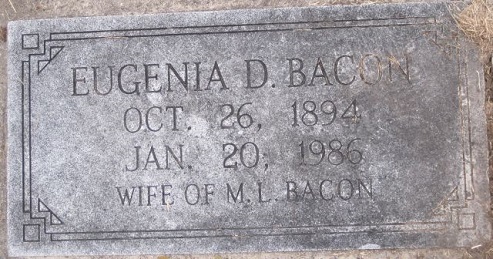 EUGENIA D. BACON
OCT. 26, 1894
JAN. 20, 1986
WIFE OF M. L. BACON